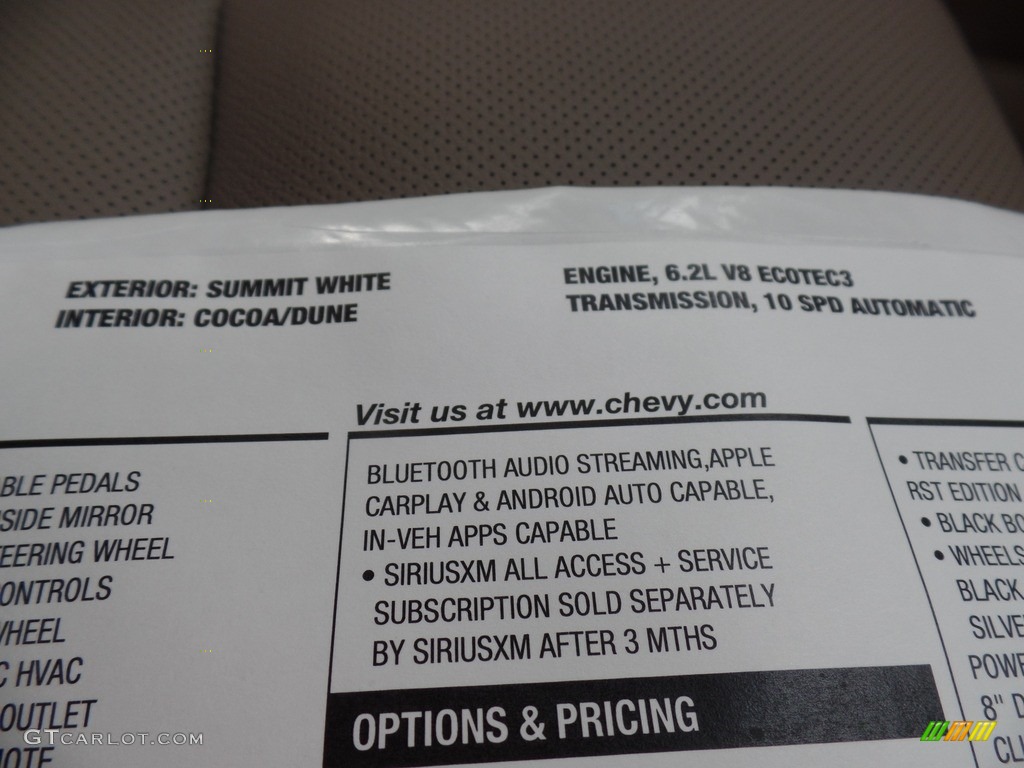 EXTERIOR: SUMMIT WHITE
INTERIOR: COCOA/DUNE
ENGINE, 6.2L V8 ECOTEC3
TRANSMISSION, 10 SPD AUTOMATIC
Visit us at www.chevy.com
BLE PEDALS
SIDE MIRROR
TEERING WHEEL
ONTROLS
WHEEL
C HVAC
OUTLET
OTE
BLUETOOTH AUDIO STREAMING,APPLE
CARPLAY & ANDROID AUTO CAPABLE,
IN-VEH APPS CAPABLE
• SIRIUSXM ALL ACCESS + SERVICE
SUBSCRIPTION SOLD SEPARATELY
BY SIRIUSXM AFTER 3 MTHS
OPTIONS & PRICING
• TRANSFER C
RST EDITION
• BLACK BO
• WHEELS
BLACK
SILVE
POWE
8" D
CL
GTcarlot.com